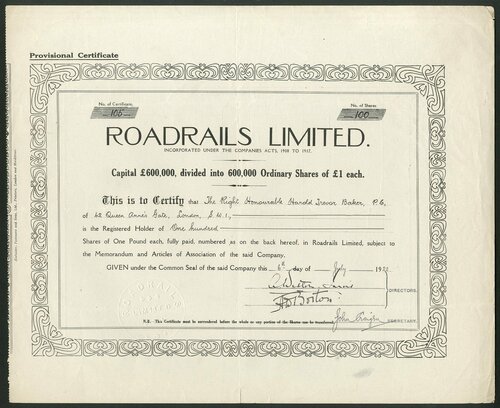 Provisional Certificate
No. of Certificate.
105
No. of Shares
100
ROADRAILS LIMITED.
INCORPORATED UNDER THE COMPANIES ACTS, 1908 TO 1917.
Capital £600,000, divided into 600,000 Ordinary Shares of £1 each.
This is to Certify that The Right Honourable Harold Trevor Baker, P.C.
of 42 Queen Anne's Gate, London, S.W.1,
is the Registered Holder of One hundred
Shares of One Pound each, fully paid, numbered as on the back hereof, in Roadrails Limited, subject to
the Memorandum and Articles of Association of the said Company.
GIVEN under the Common Seal of the said Company this 6th day of July 1922
DIRECTORS.
N.B. This Certificate must be surrendered before the whole or any portion of the Shares can be transferred.
John
SECRETARY.